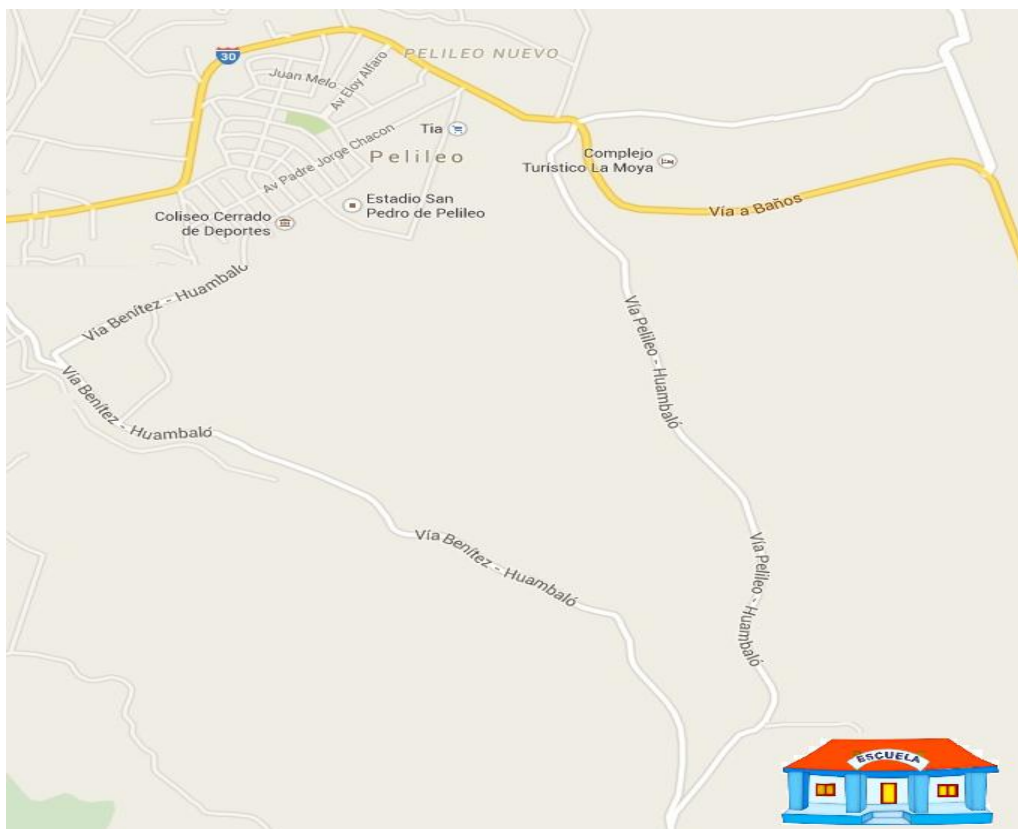 30
PELILEO NUEVO
Juan Melo
Av Eloy Alfaro
Tia
Pelileo
Av Padre Jorge Chacon
Complejo
Turístico La Moya
Estadio San
Pedro de Pelileo
Vía a Baños
Coliseo Cerrado
de Deportes
Vía Benítez - Huambaló
Vía Pelileo - Huambaló
Vía Benítez - Huambaló
Vía Benítez - Huambaló
Vía Pelileo - Huambaló
ESCUELA